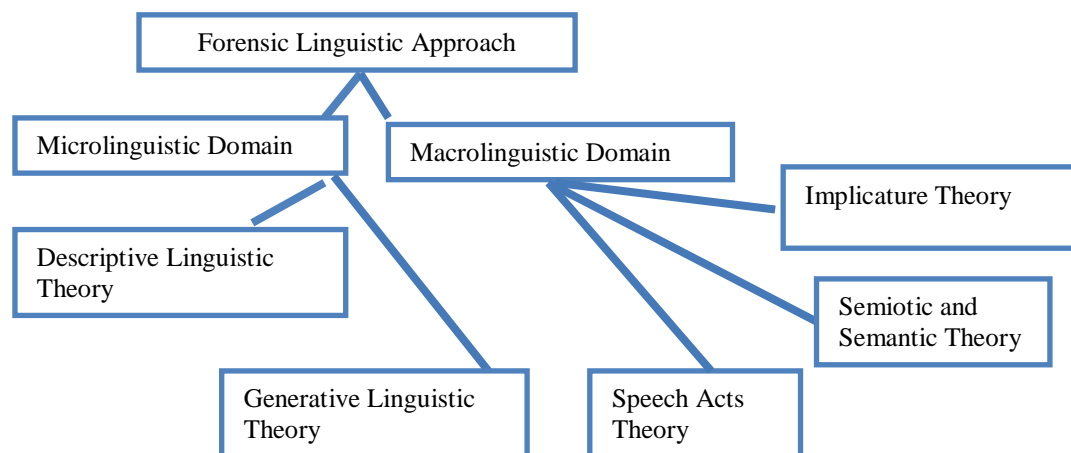 Forensic Linguistic Approach
Microlinguistic Domain
Macrolinguistic Domain
Implicature Theory
Descriptive Linguistic
Theory
Semiotic and
Semantic Theory
Generative Linguistic
Theory
Speech Acts
Theory